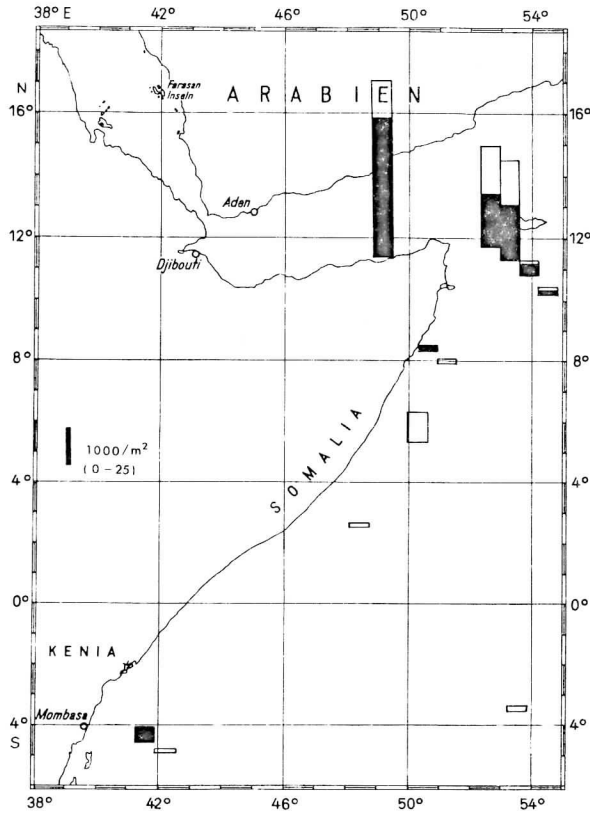 38° 42° 46° 50° 54°
N
Farasan
Inseln
A R A B I E N
16° 16°
Aden
12° 12°
Djibouti
8° 8°
1000/m²
(0–25)
S O M A L I A
4° 4°
0° 0°
K E N I A
Mombasa
4° 4°
S
38° 42° 46° 50° 54°